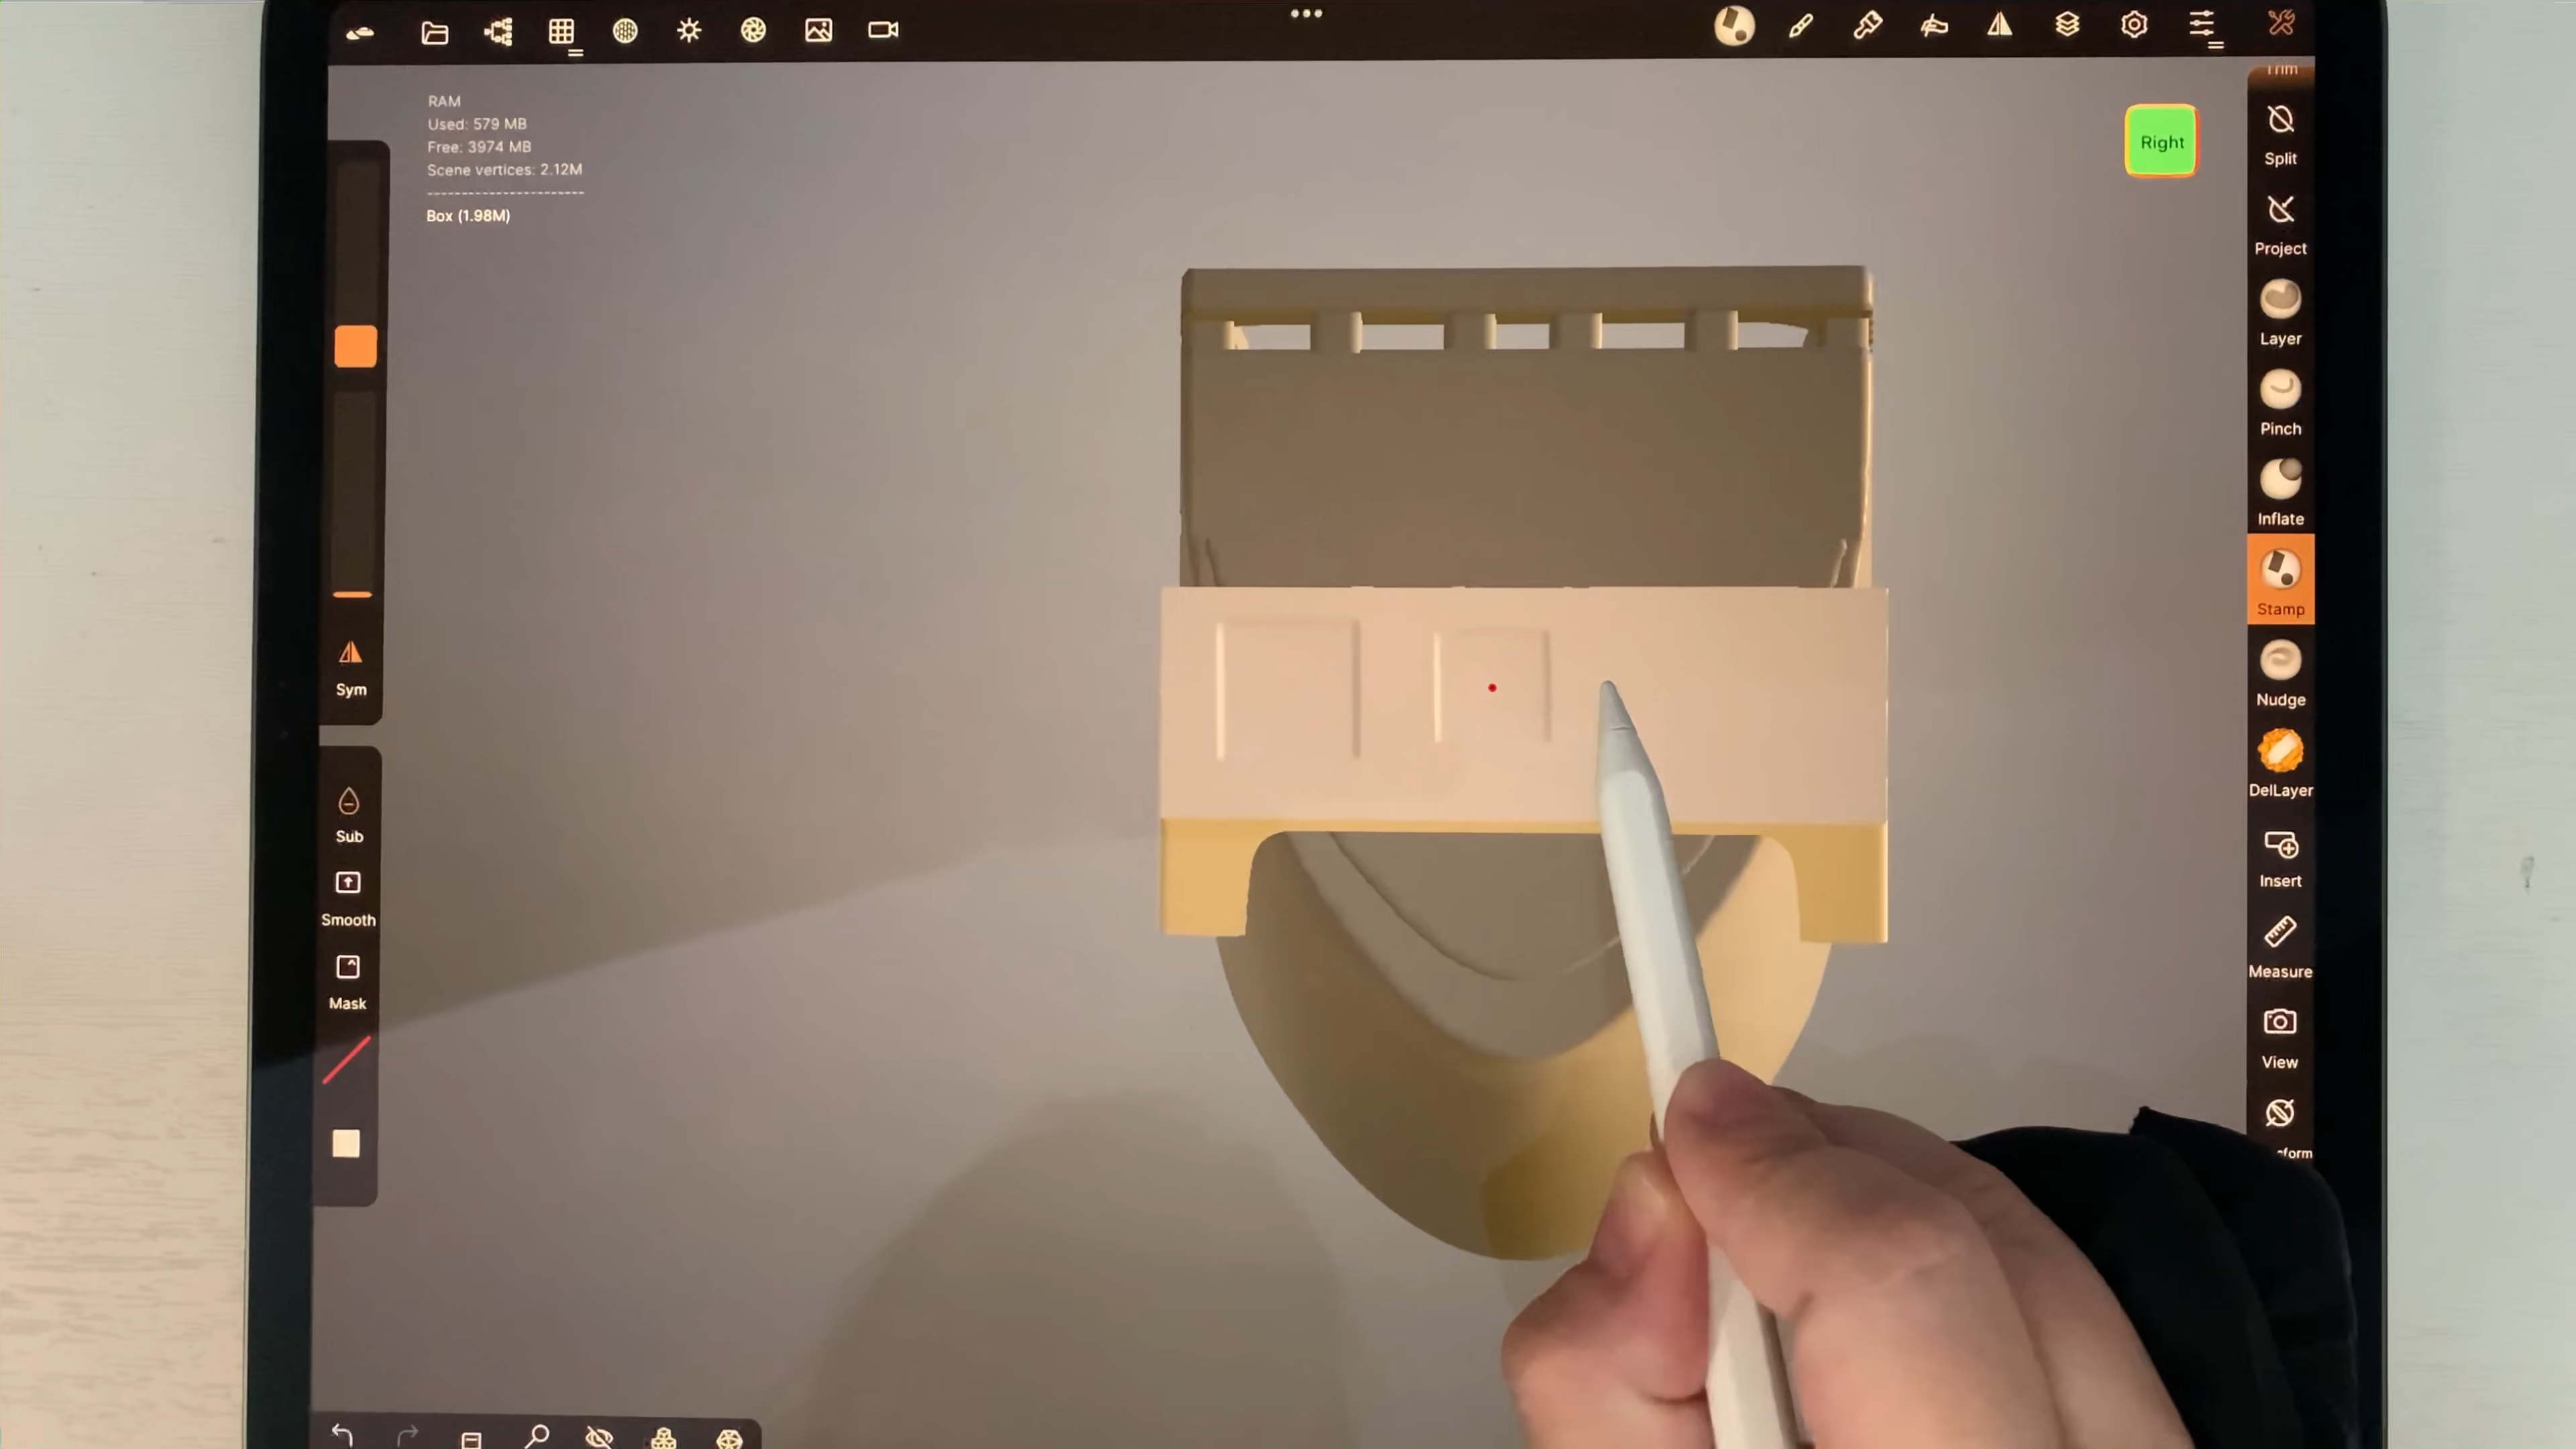 RAM
Used: 579 MB
Free: 3974 MB
Scene vertices: 2.12M
Box (1.98M)
Right
Sym
Sub
Smooth
Mask
Trim
Split
Project
Layer
Pinch
Inflate
Stamp
Nudge
DelLayer
Insert
Measure
View